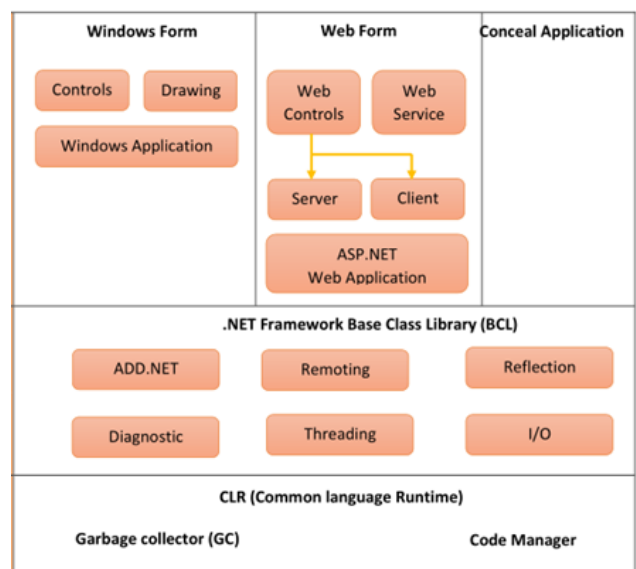 Windows Form
Web Form
Conceal Application
Controls
Drawing
Windows Application
Web
Controls
Web
Service
Server
Client
ASP.NET
Web Application
.NET Framework Base Class Library (BCL)
ADD.NET
Remoting
Reflection
Diagnostic
Threading
I/O
CLR (Common language Runtime)
Garbage collector (GC)
Code Manager